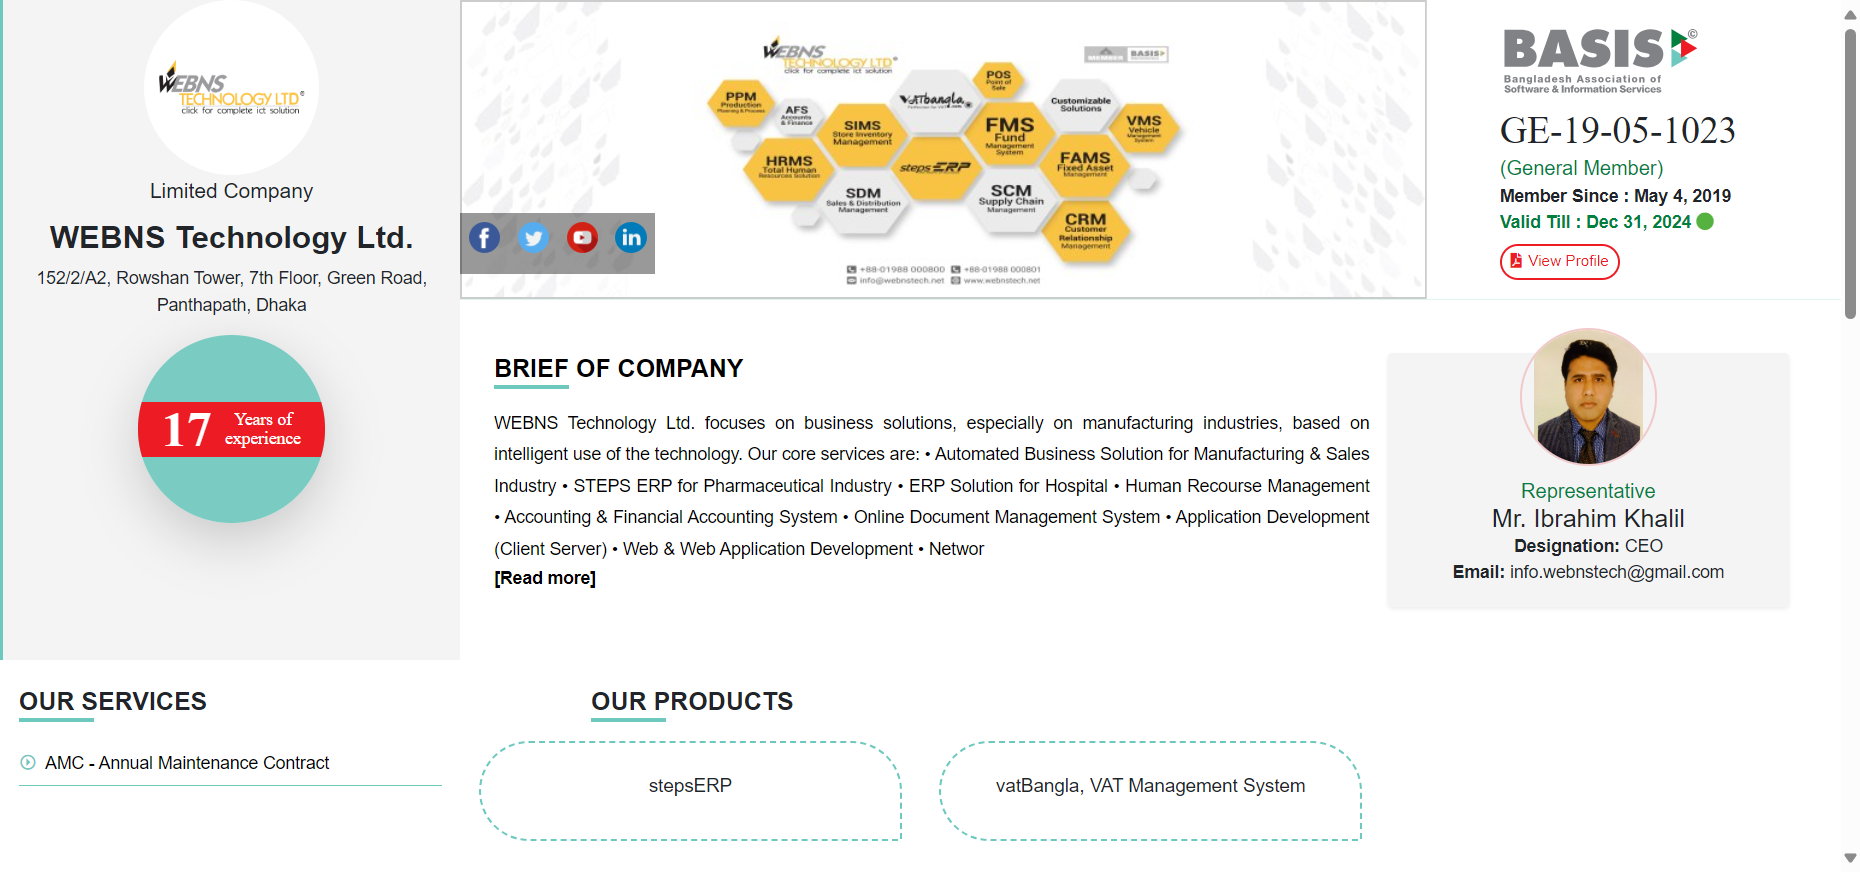 WEBNS
TECHNOLOGY LTD®
click for complete ict solution
Limited Company
WEBNS Technology Ltd.
152/2/A2, Rowshan Tower, 7th Floor, Green Road,
Panthapath, Dhaka
17 Years of
experience
WEBNS
TECHNOLOGY LTD®
click for complete ict solution
MEMBER BASIS
PPM
Production
Planning & Process
AFS
Accounts
& Finance
SIMS
Store Inventory
Management
VATbangla
POS
Point of
Sale
FMS
Fund
Management
System
Customizable
Solutions
VMS
Vehicle
Management
System
HRMS
Total Human
Resources Solution
steps ERP
FAMS
Fixed Asset
Management
SDM
Sales & Distribution
Management
SCM
Supply Chain
Management
CRM
Customer
Relationship
Management
+88-01988 000800 +88-01988 000801
info@webnstech.net www.webnstech.net
BASIS©
Bangladesh Association of
Software & Information Services
GE-19-05-1023
(General Member)
Member Since : May 4, 2019
Valid Till : Dec 31, 2024
View Profile
BRIEF OF COMPANY
WEBNS Technology Ltd. focuses on business solutions, especially on manufacturing industries, based on
intelligent use of the technology. Our core services are: • Automated Business Solution for Manufacturing & Sales
Industry • STEPS ERP for Pharmaceutical Industry • ERP Solution for Hospital • Human Recourse Management
• Accounting & Financial Accounting System • Online Document Management System • Application Development
(Client Server) • Web & Web Application Development • Networ
[Read more]
Representative
Mr. Ibrahim Khalil
Designation: CEO
Email: info.webnstech@gmail.com
OUR SERVICES
AMC - Annual Maintenance Contract
OUR PRODUCTS
stepsERP
vatBangla, VAT Management System